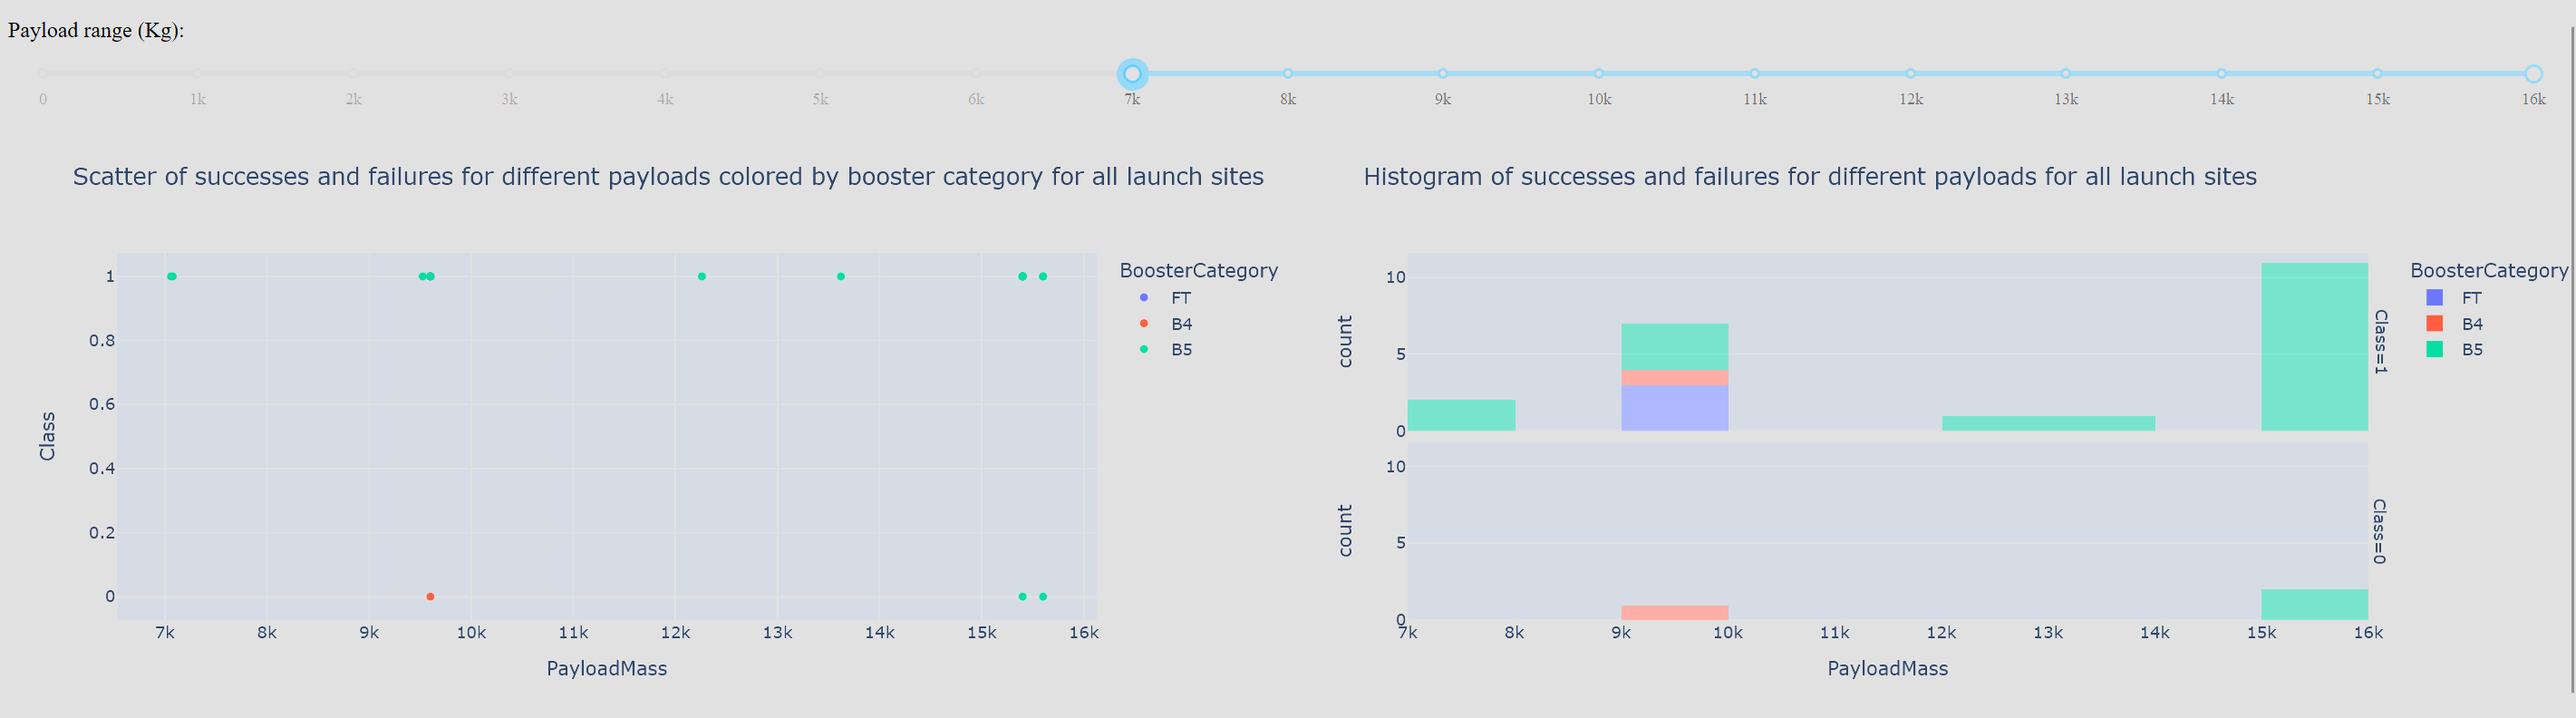 Payload range (Kg):
0 1k 2k 3k 4k 5k 6k 7k 8k 9k 10k 11k 12k 13k 14k 15k 16k
Scatter of successes and failures for different payloads colored by booster category for all launch sites
1
0.8
0.6
0.4
0.2
0
Class
7k 8k 9k 10k 11k 12k 13k 14k 15k 16k
PayloadMass
BoosterCategory
FT
B4
B5
Histogram of successes and failures for different payloads for all launch sites
10
5
0
count
Class=1
10
5
0
count
Class=0
7k 8k 9k 10k 11k 12k 13k 14k 15k 16k
PayloadMass
BoosterCategory
FT
B4
B5